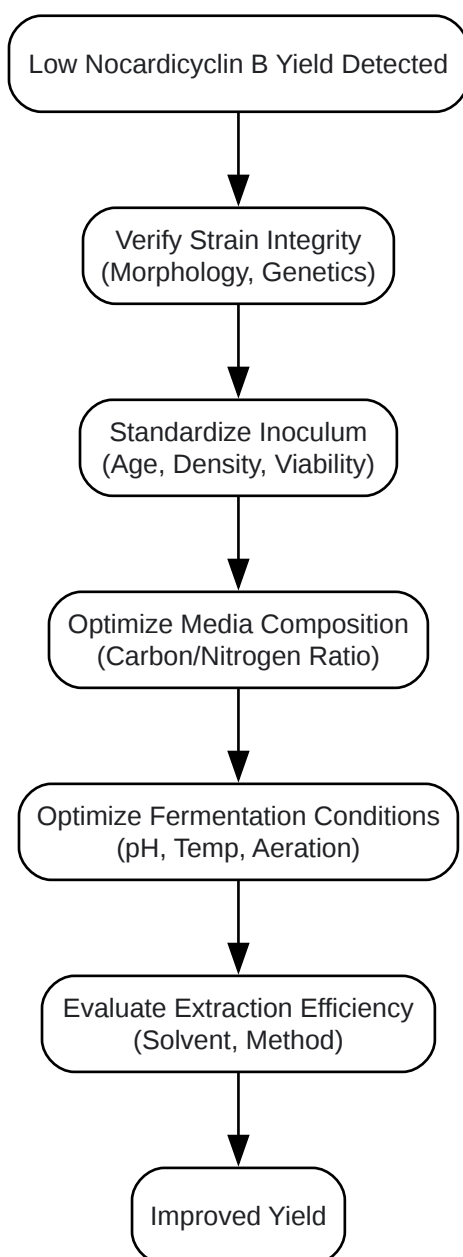 Low Nocardicyclin B Yield Detected
Verify Strain Integrity
(Morphology, Genetics)
Standardize Inoculum
(Age, Density, Viability)
Optimize Media Composition
(Carbon/Nitrogen Ratio)
Optimize Fermentation Conditions
(pH, Temp, Aeration)
Evaluate Extraction Efficiency
(Solvent, Method)
Improved Yield